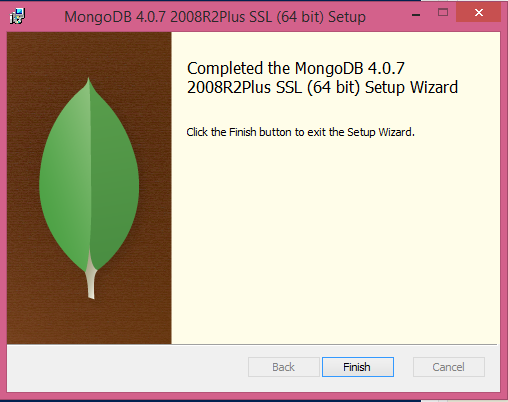 MongoDB 4.0.7 2008R2Plus SSL (64 bit) Setup
Completed the MongoDB 4.0.7
2008R2Plus SSL (64 bit) Setup Wizard
Click the Finish button to exit the Setup Wizard.
Back
Finish
Cancel